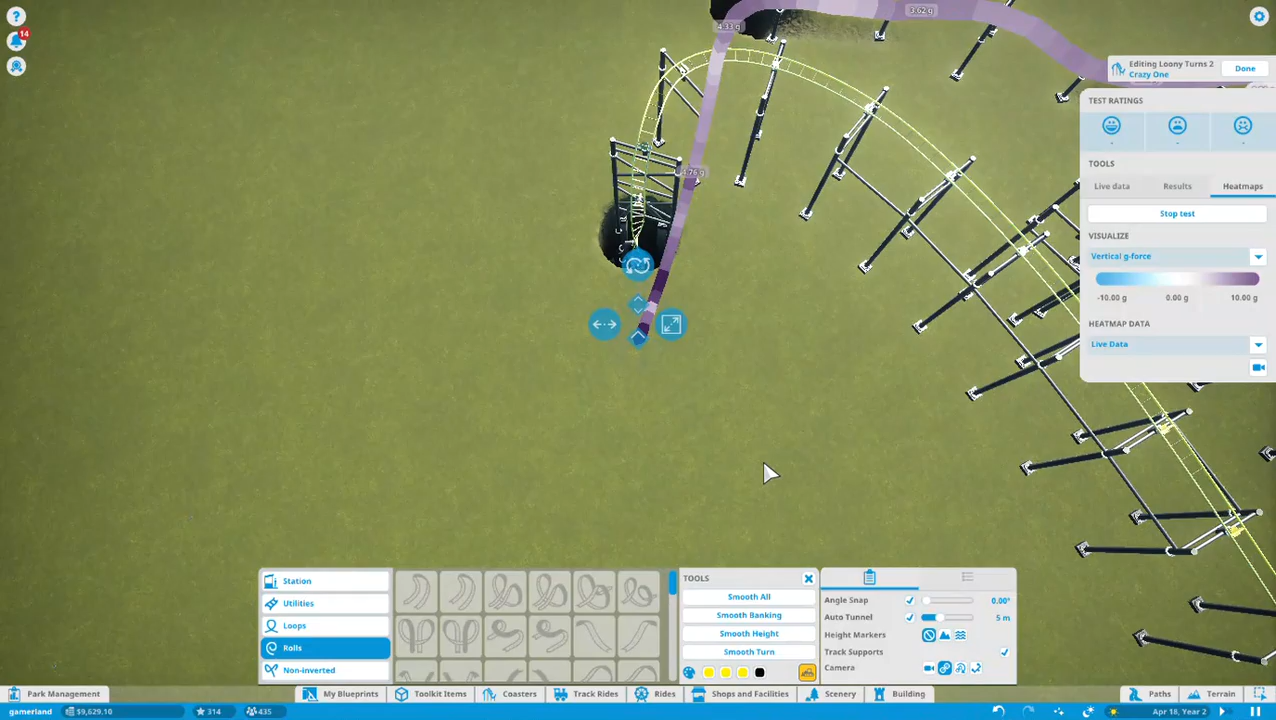 14
4.33 g
3.62 g
4.76 g
Editing Loony Turns 2
Crazy One
Done
TEST RATINGS
-
-
-
TOOLS
Live data
Results
Heatmaps
Stop test
VISUALIZE
Vertical g-force
-10.00 g
0.00 g
10.00 g
HEATMAP DATA
Live Data
Station
Utilities
Loops
Rolls
Non-inverted
TOOLS
Smooth All
Smooth Banking
Smooth Height
Smooth Turn
Angle Snap
0.00°
Auto Tunnel
5 m
Height Markers
Track Supports
Camera
Park Management
My Blueprints
Toolkit Items
Coasters
Track Rides
Rides
Shops and Facilities
Scenery
Building
Paths
Terrain
gamerland
$9,629.10
314
435
Apr 18, Year 2